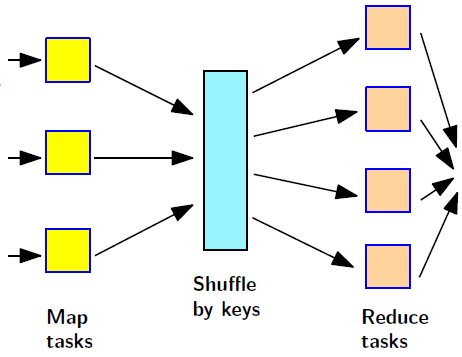 Map
tasks
Shuffle
by keys
Reduce
tasks